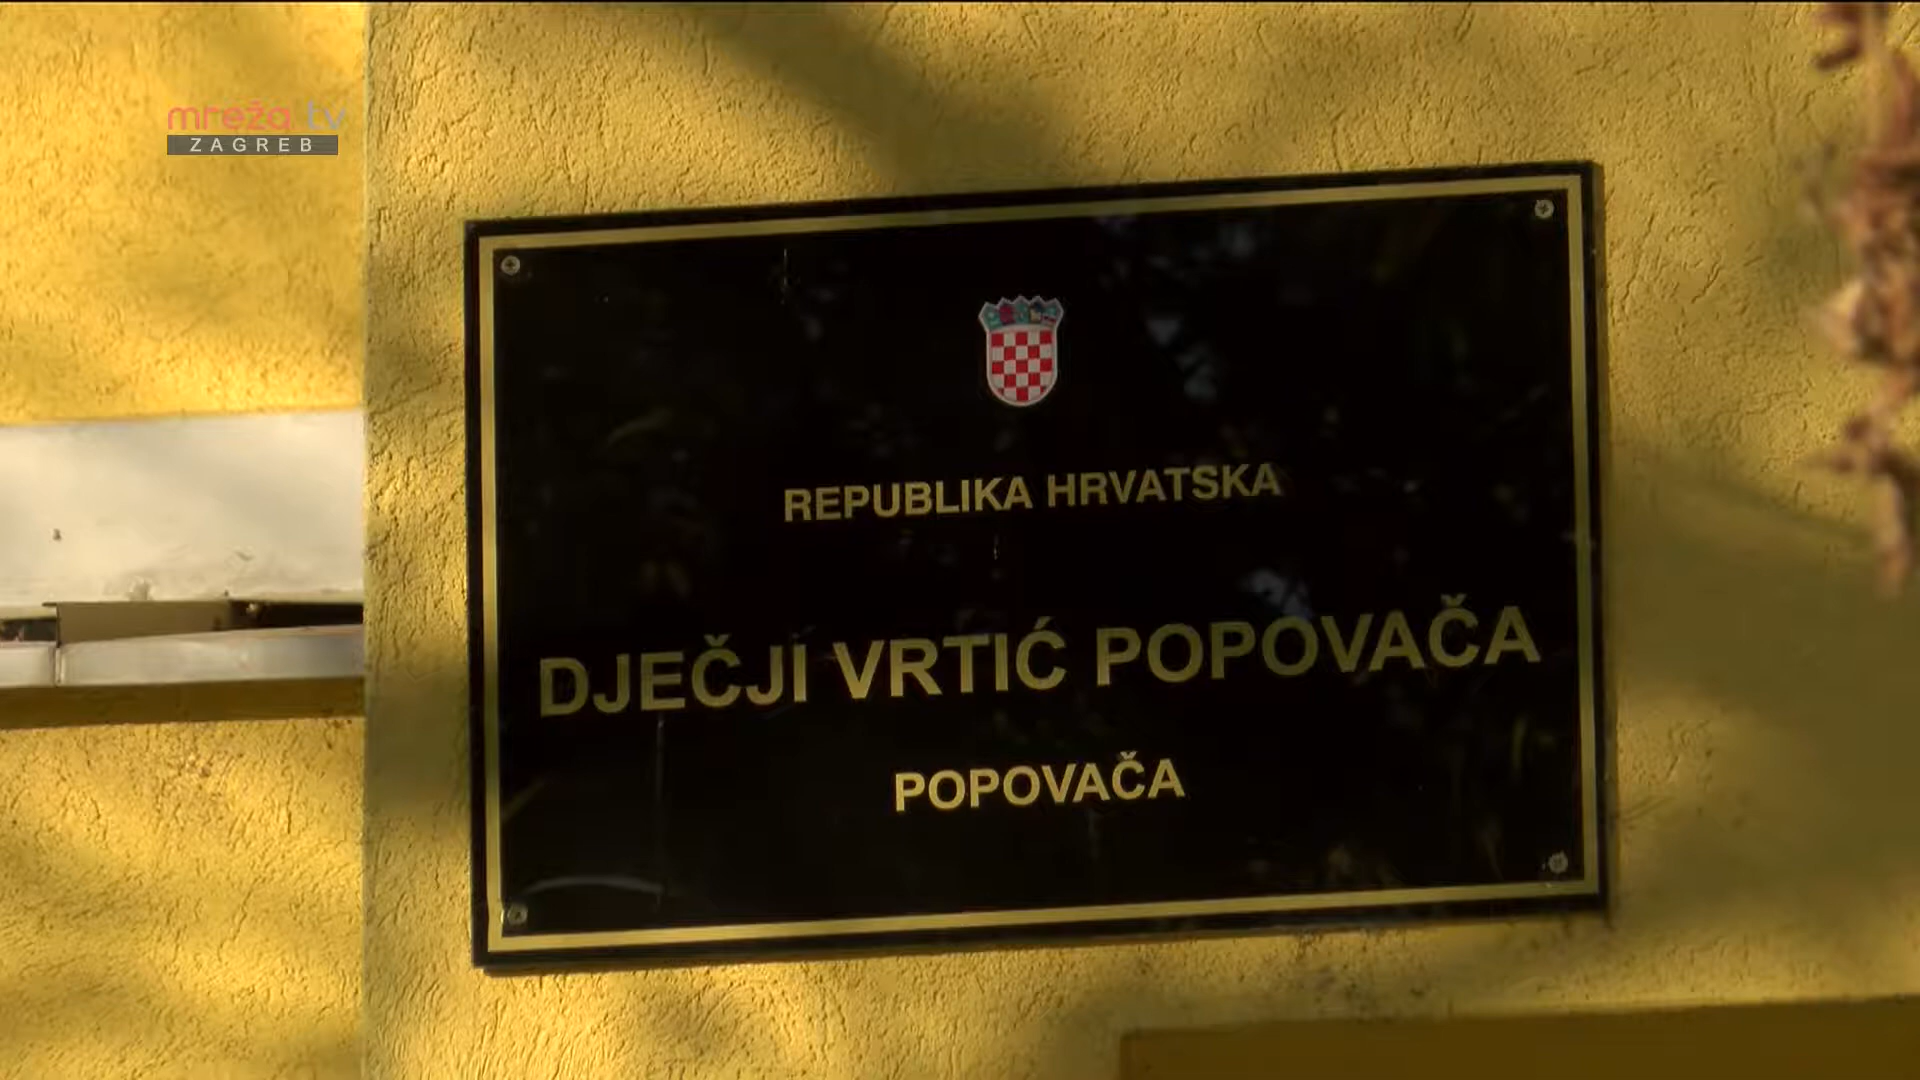 mreža tv
ZAGREB
REPUBLIKA HRVATSKA
DJEČJI VRTIĆ POPOVAČA
POPOVAČA